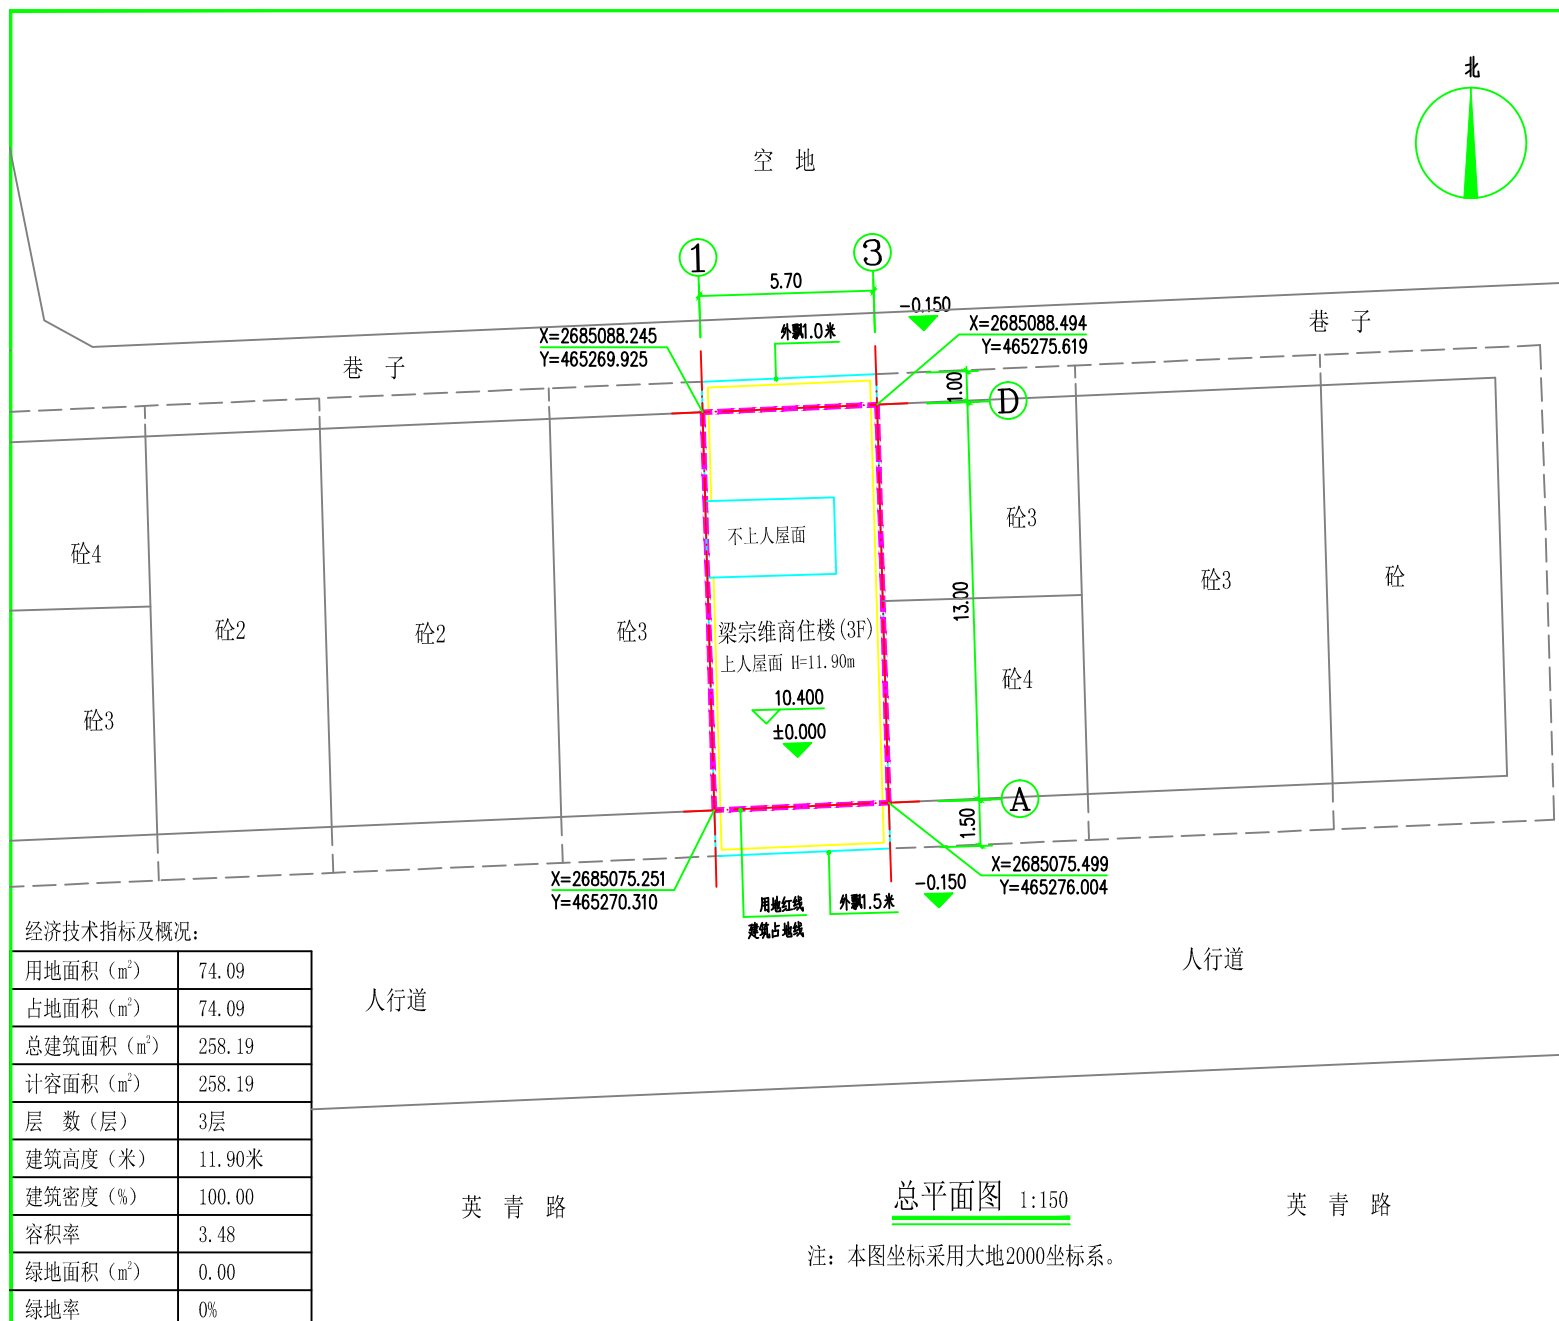 北
空 地
1
3
5.70
-0.150
外飘1.0米
X=2685088.245
Y=465269.925
X=2685088.494
Y=465275.619
巷 子
巷 子
1.00
D
砼4
砼3
砼2
砼2
砼3
不上人屋面
梁宗维商住楼(3F)
上人屋面 H=11.90m
10.400
±0.000
砼3
砼4
13.00
砼3
砼
A
1.50
X=2685075.251
Y=465270.310
用地红线
建筑占地线
外飘1.5米
-0.150
X=2685075.499
Y=465276.004
人行道
人行道
经济技术指标及概况:
用地面积（m²） 74.09
占地面积（m²） 74.09
总建筑面积（m²） 258.19
计容面积（m²） 258.19
层 数（层） 3层
建筑高度（米） 11.90米
建筑密度（%） 100.00
容积率 3.48
绿地面积（m²） 0.00
绿地率 0%
英 青 路
英 青 路
总平面图 1:150
注: 本图坐标采用大地2000坐标系。